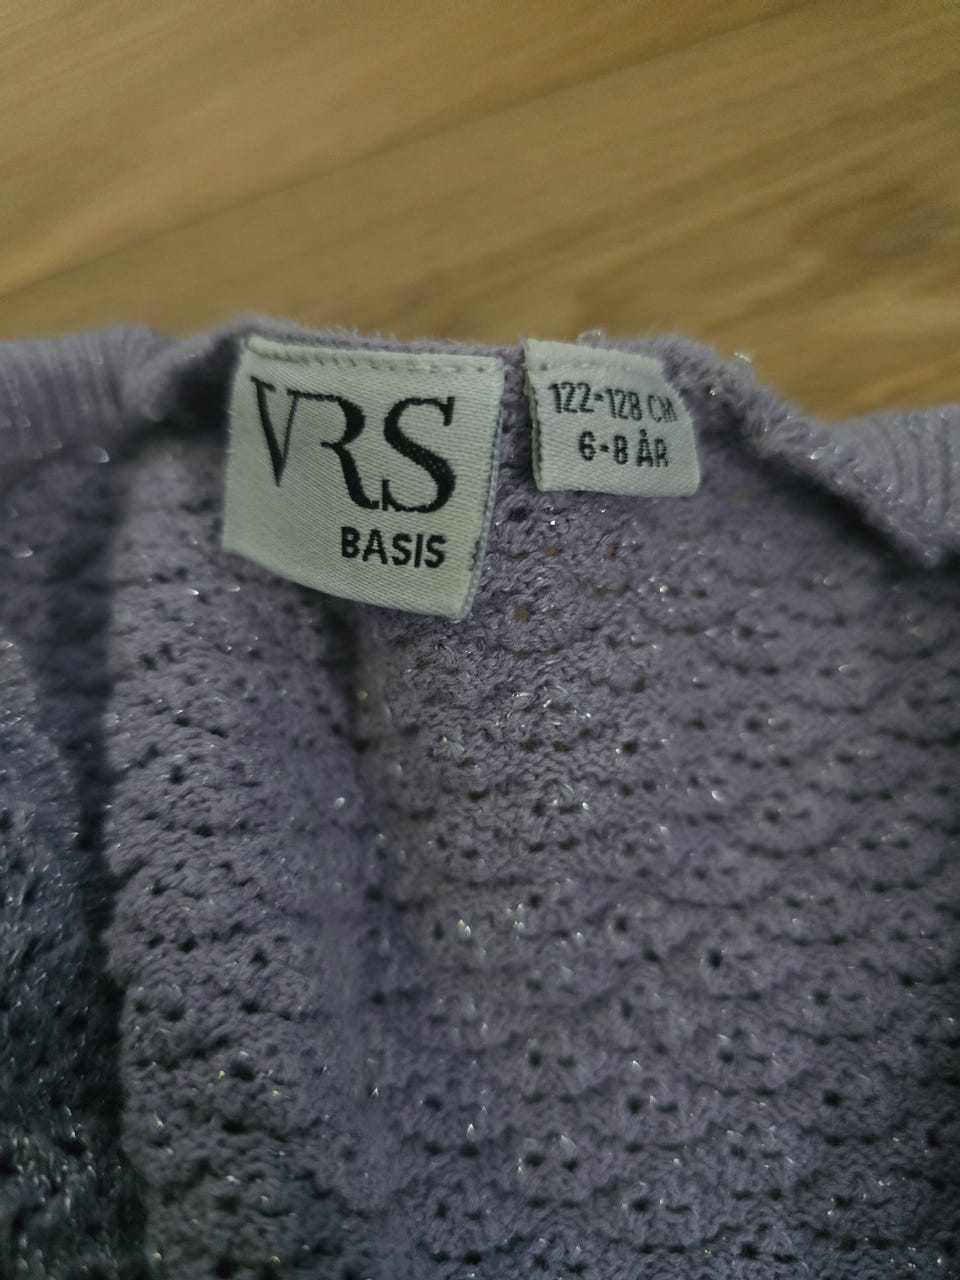 VRS
BASIS
122-128 CM
6-8 ÅR